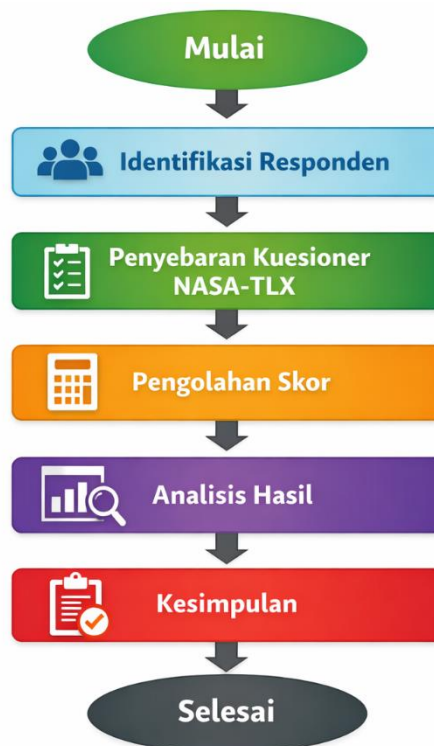 Mulai
Identifikasi Responden
Penyebaran Kuesioner
NASA-TLX
Pengolahan Skor
Analisis Hasil
Kesimpulan
Selesai